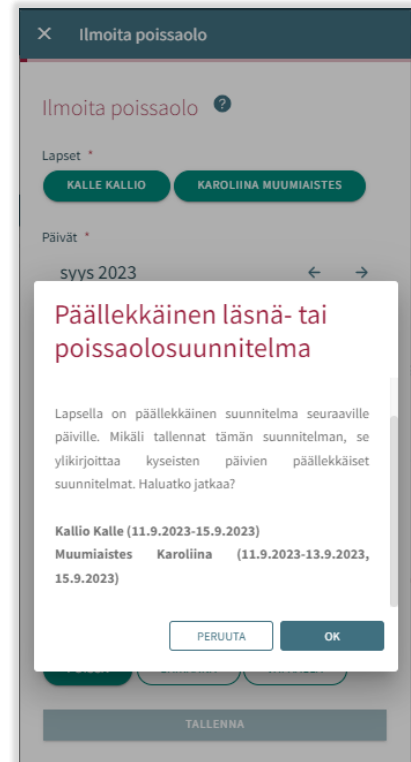 × Ilmoita poissaolo
Ilmoita poissaolo ?
Lapset *
KALLE KALLIO KAROLIINA MUUMIAISTES
Päivät *
syys 2023 ← →
Päällekkäinen läsnä- tai
poissaolosuunnitelma
Lapsella on päällekkäinen suunnitelma seuraaville
päiville. Mikäli tallennat tämän suunnitelman, se
ylikirjoittaa kyseisten päivien päällekkäiset
suunnitelmat. Haluatko jatkaa?
Kallio Kalle (11.9.2023-15.9.2023)
Muumiaistes Karoliina (11.9.2023-13.9.2023,
15.9.2023)
PERUUTA OK
TALLENNA